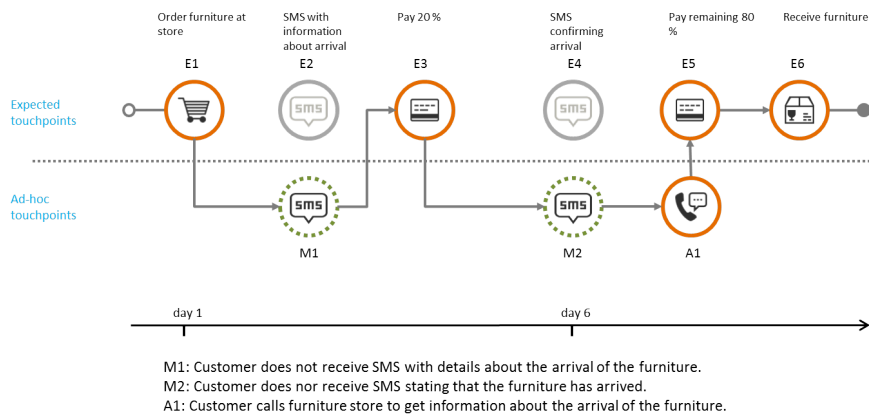 Order furniture at
store
SMS with
information
about arrival
Pay 20 %
SMS
confirming
arrival
Pay remaining 80
%
Receive furniture
E1
E2
E3
E4
E5
E6
Expected
touchpoints
sms
sms
Ad-hoc
touchpoints
sms
sms
M1
M2
A1
day 1
day 6
M1: Customer does not receive SMS with details about the arrival of the furniture.
M2: Customer does nor receive SMS stating that the furniture has arrived.
A1: Customer calls furniture store to get information about the arrival of the furniture.